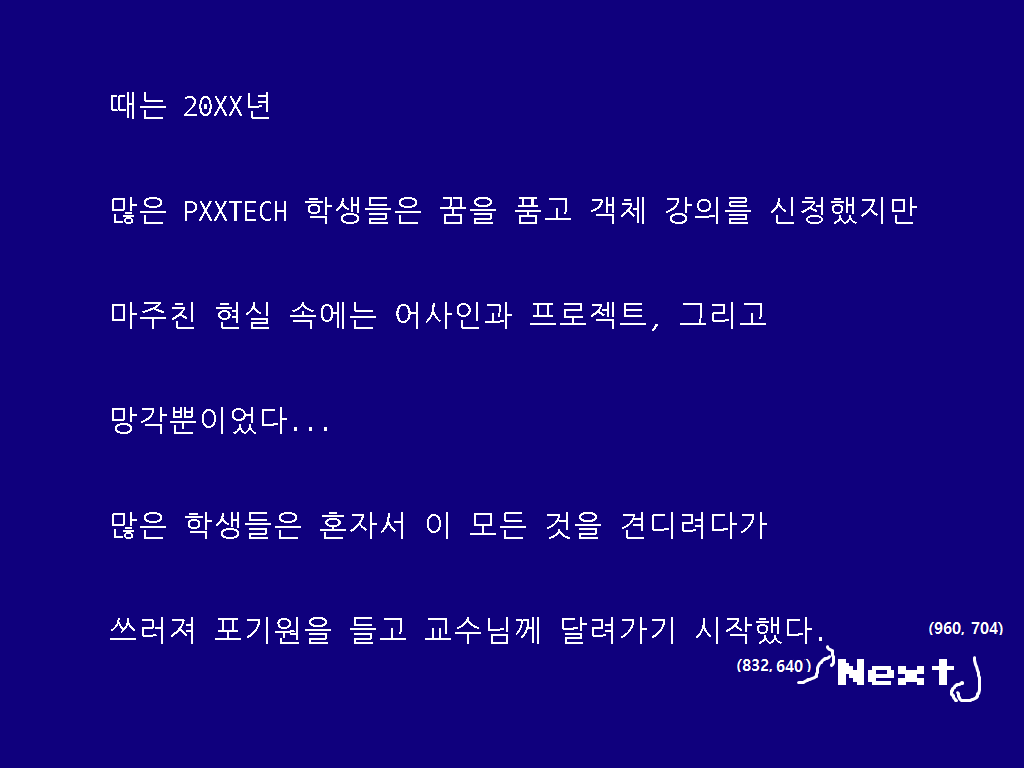 때는 20XX년
많은 PXXTECH 학생들은 꿈을 품고 객체 강의를 신청했지만
마주친 현실 속에는 어사인과 프로젝트, 그리고
망각뿐이었다...
많은 학생들은 혼자서 이 모든 것을 견디려다가
쓰러져 포기원을 들고 교수님께 달려가기 시작했다.
(960, 704)
(832, 640)
Next